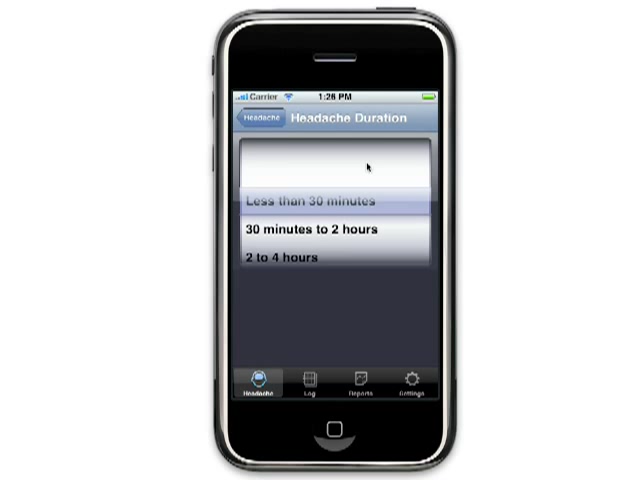 Carrier 1:26 PM
Headache Headache Duration
Less than 30 minutes
30 minutes to 2 hours
2 to 4 hours
Headache Log Reports Settings